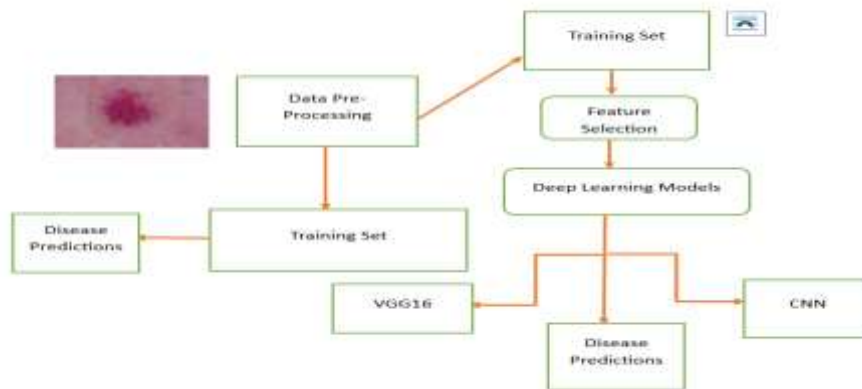 Training Set
Data Pre-
Processing
Feature
Selection
Deep Learning Models
Disease
Predictions
Training Set
VGG16
CNN
Disease
Predictions